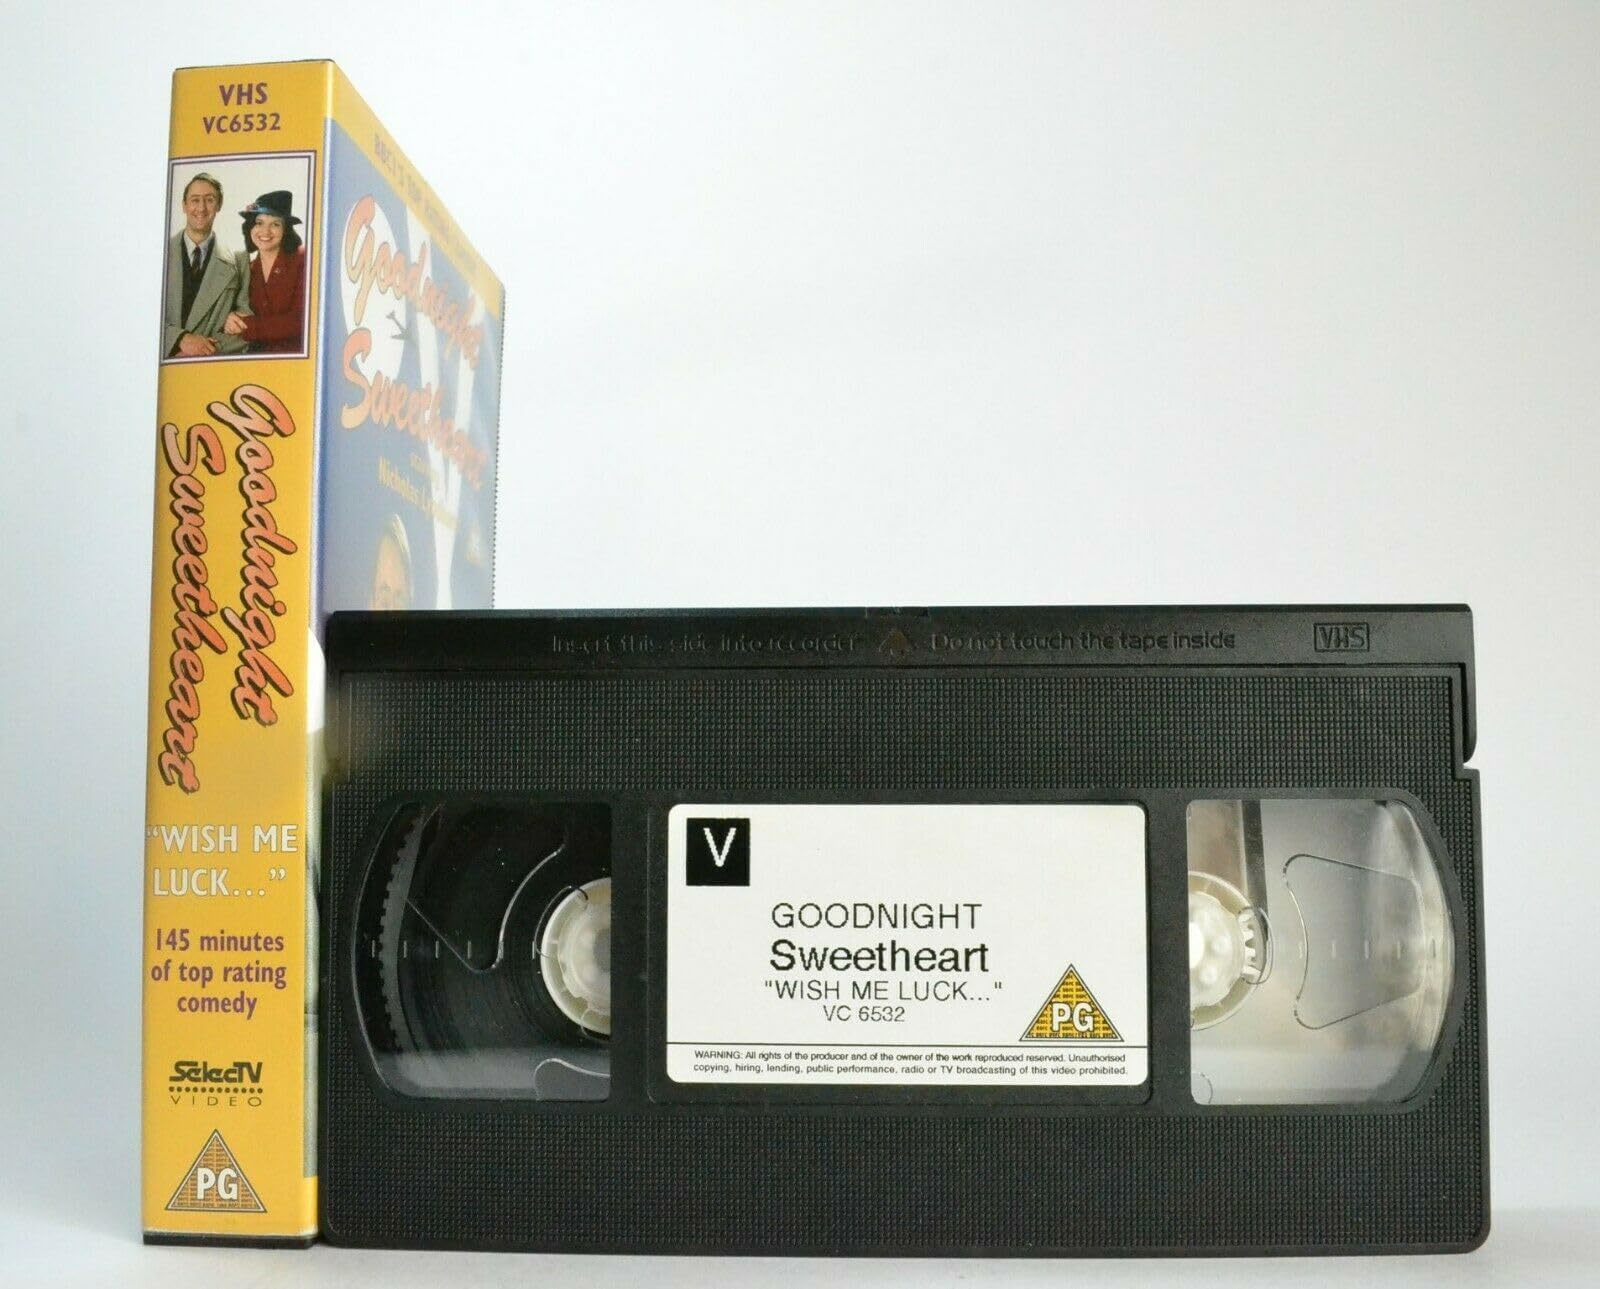 VHS
VC6532
Goodnight
Sweetheart
"WISH ME
LUCK..."
145 minutes
of top rating
comedy
SelecTV
VIDEO
PG
BBC1'S TOP
Goodnight
Sweetheart
Nicholas
Insert this side into recorder Do not touch the tape inside VHS
V
GOODNIGHT
Sweetheart
"WISH ME LUCK..."
VC 6532
PG
WARNING: All rights of the producer and of the owner of the work reproduced reserved. Unauthorised
copying, hiring, lending, public performance, radio or TV broadcasting of this video prohibited.